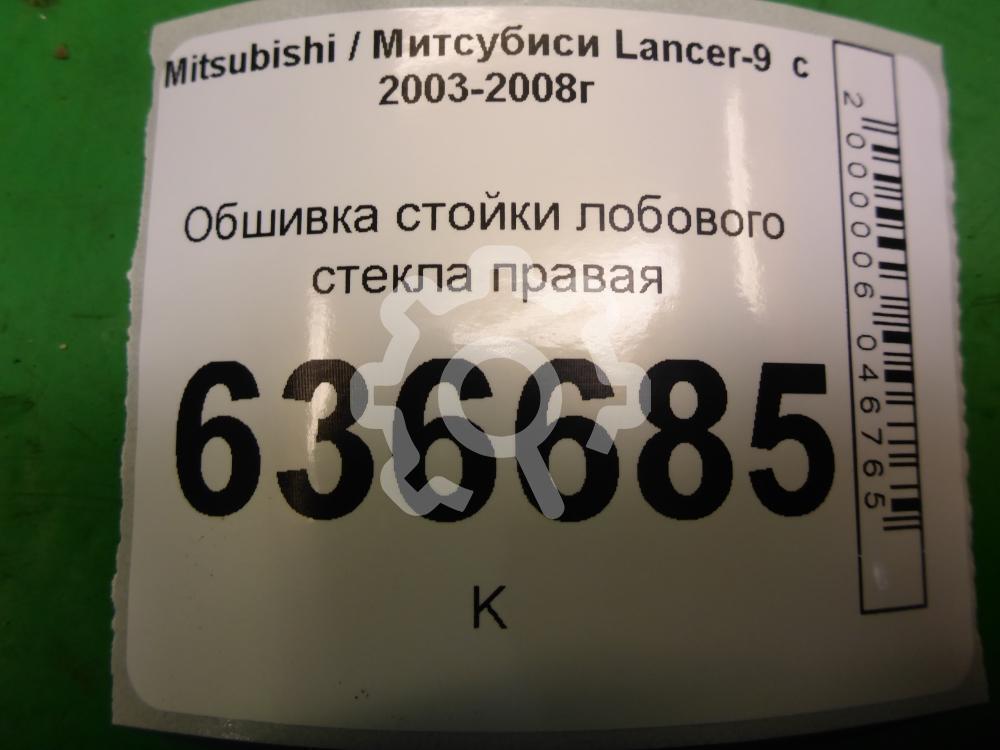 Mitsubishi / Митсубиси Lancer-9 с
2003-2008г
Обшивка стойки лобового
стекла правая
636685
К
2000006046765